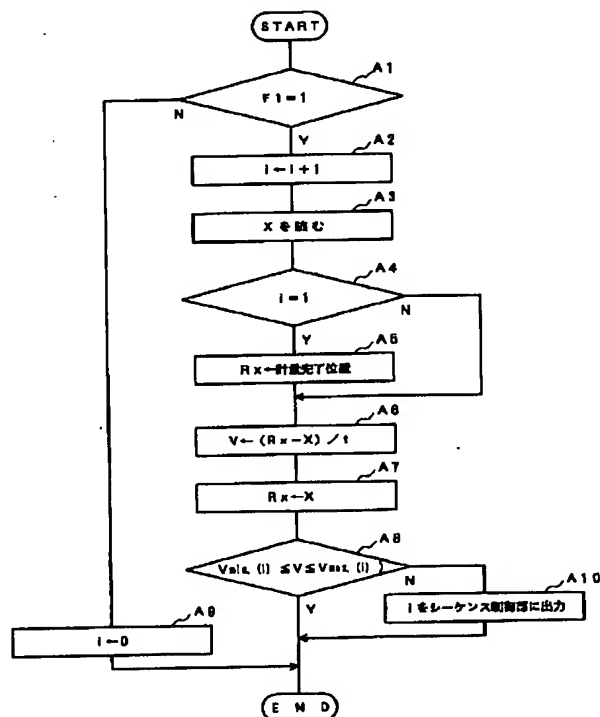 START
A1
F1=1
N
Y
A2
i←i+1
A3
Xを読む
A4
i=1
N
Y
A5
Rx←計量完了位置
A6
V←(Rx-X)/t
A7
Rx←X
A8
Vmin,(i)≦V≦Vmax,(i)
N
A10
Y
iをシーケンス制御部に出力
A9
i←0
END